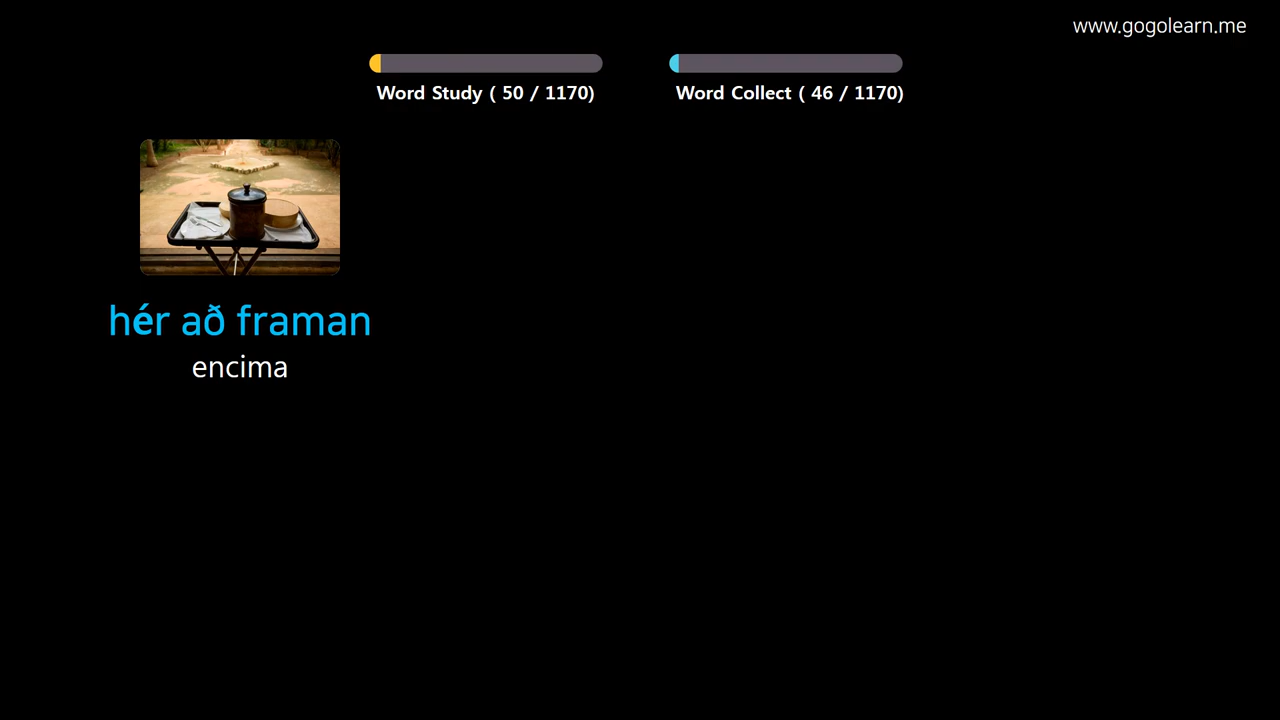 www.gogolearn.me
Word Study ( 50 / 1170)
Word Collect ( 46 / 1170)
hér að framan
encima